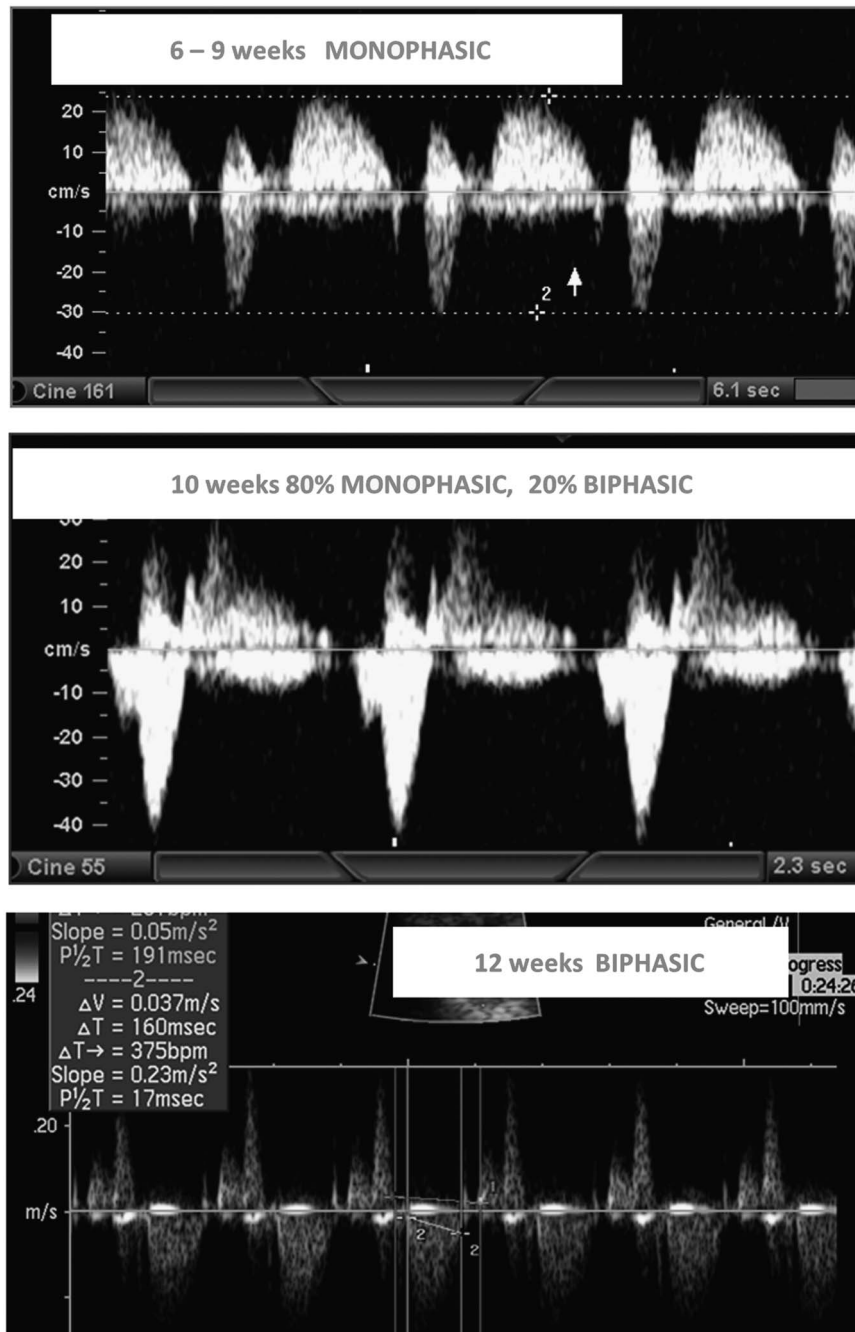 6 – 9 weeks MONOPHASIC
20
10
cm/s
-10
-20
-30
-40
2
Cine 161
6.1 sec
10 weeks 80% MONOPHASIC, 20% BIPHASIC
20
10
cm/s
-10
-20
-30
-40
Cine 55
2.3 sec
12 weeks BIPHASIC
.24
Slope = 0.05m/s²
P½T = 191msec
----2----
ΔV = 0.037m/s
ΔT = 160msec
ΔT→ = 375bpm
Slope = 0.23m/s²
P½T = 17msec
General /V
ogress
0:24:26
Sweep=100mm/s
.20
m/s
1
2
2